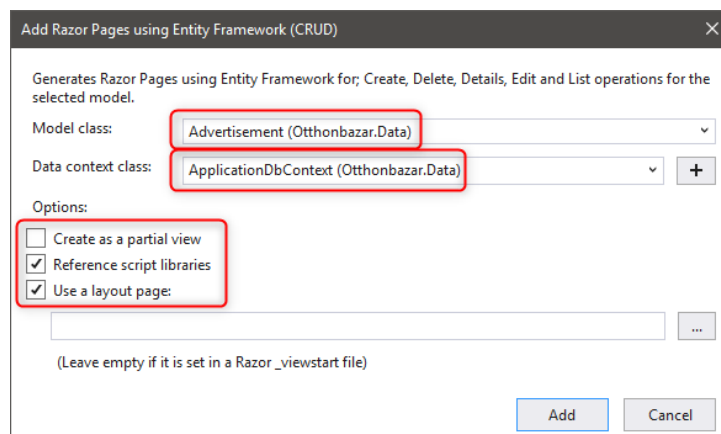 Add Razor Pages using Entity Framework (CRUD)
Generates Razor Pages using Entity Framework for; Create, Delete, Details, Edit and List operations for the
selected model.
Model class: Advertisement (Otthonbazar.Data)
Data context class: ApplicationDbContext (Otthonbazar.Data) +
Options:
Create as a partial view
Reference script libraries
Use a layout page:
...
(Leave empty if it is set in a Razor _viewstart file)
Add Cancel